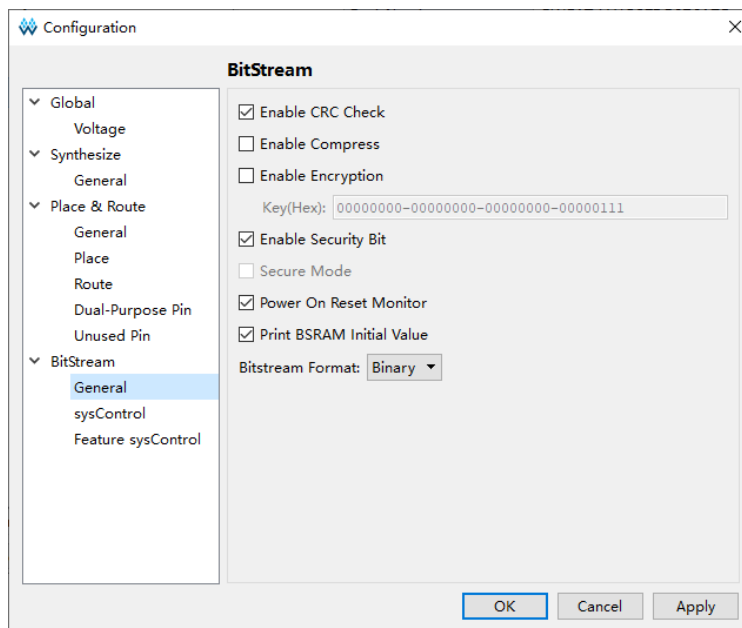 Configuration
BitStream
Global
Voltage
Synthesize
General
Place & Route
General
Place
Route
Dual-Purpose Pin
Unused Pin
BitStream
General
sysControl
Feature sysControl
Enable CRC Check
Enable Compress
Enable Encryption
Key(Hex): 00000000-00000000-00000000-00000111
Enable Security Bit
Secure Mode
Power On Reset Monitor
Print BSRAM Initial Value
Bitstream Format: Binary
OK Cancel Apply